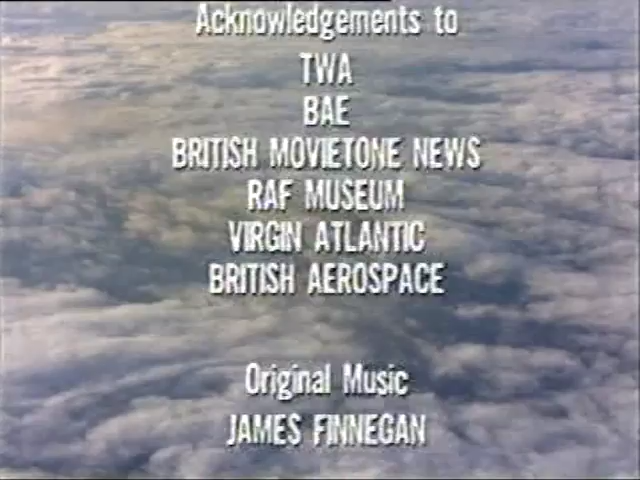 Acknowledgements to
TWA
BAE
BRITISH MOVIETONE NEWS
RAF MUSEUM
VIRGIN ATLANTIC
BRITISH AEROSPACE
Original Music
JAMES FINNEGAN